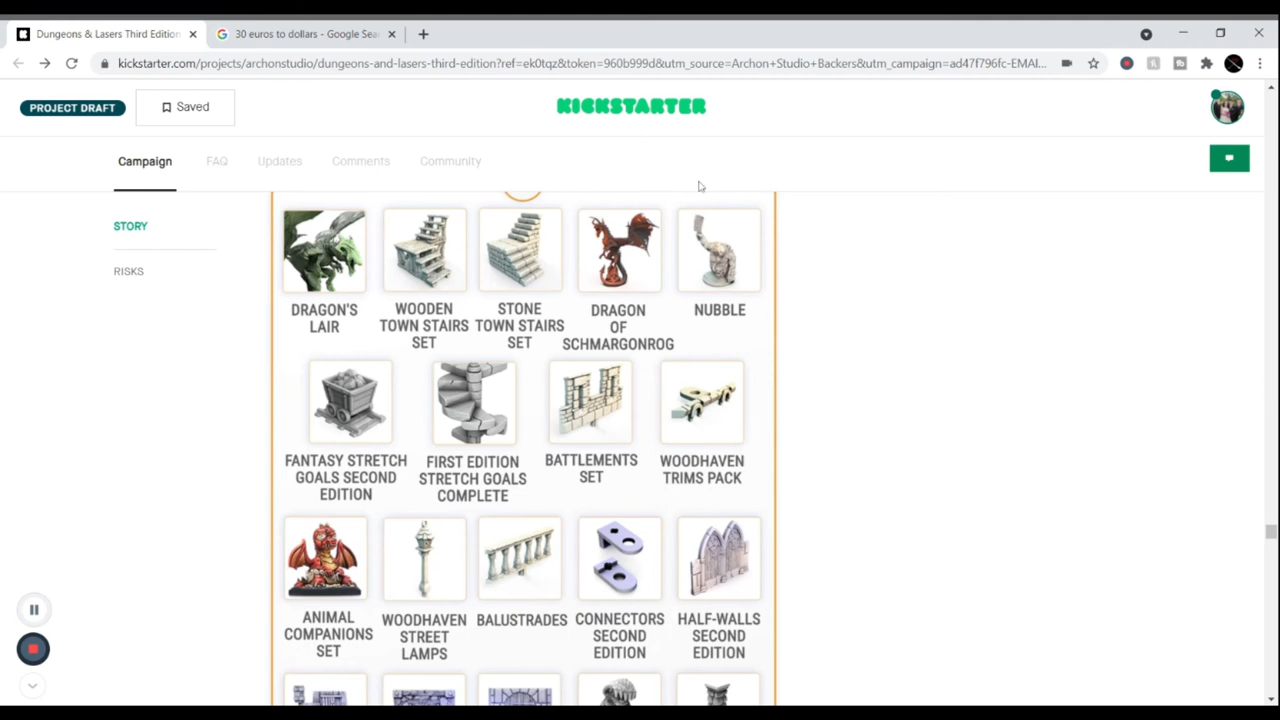 Dungeons & Lasers Third Edition
30 euros to dollars - Google Sea
kickstarter.com/projects/archonstudio/dungeons-and-lasers-third-edition?ref=ek0tqz&token=960b999d&utm_source=Archon+Studio+Backers&utm_campaign=ad47f796fc-EMAI...
PROJECT DRAFT
Saved
KICKSTARTER
Campaign
FAQ
Updates
Comments
Community
STORY
RISKS
DRAGON'S
LAIR
WOODEN
TOWN STAIRS
SET
STONE
TOWN STAIRS
SET
DRAGON
OF
SCHMARGONROG
NUBBLE
FANTASY STRETCH
GOALS SECOND
EDITION
FIRST EDITION
STRETCH GOALS
COMPLETE
BATTLEMENTS
SET
WOODHAVEN
TRIMS PACK
ANIMAL
COMPANIONS
SET
WOODHAVEN
STREET
LAMPS
BALUSTRADES
CONNECTORS
SECOND
EDITION
HALF-WALLS
SECOND
EDITION